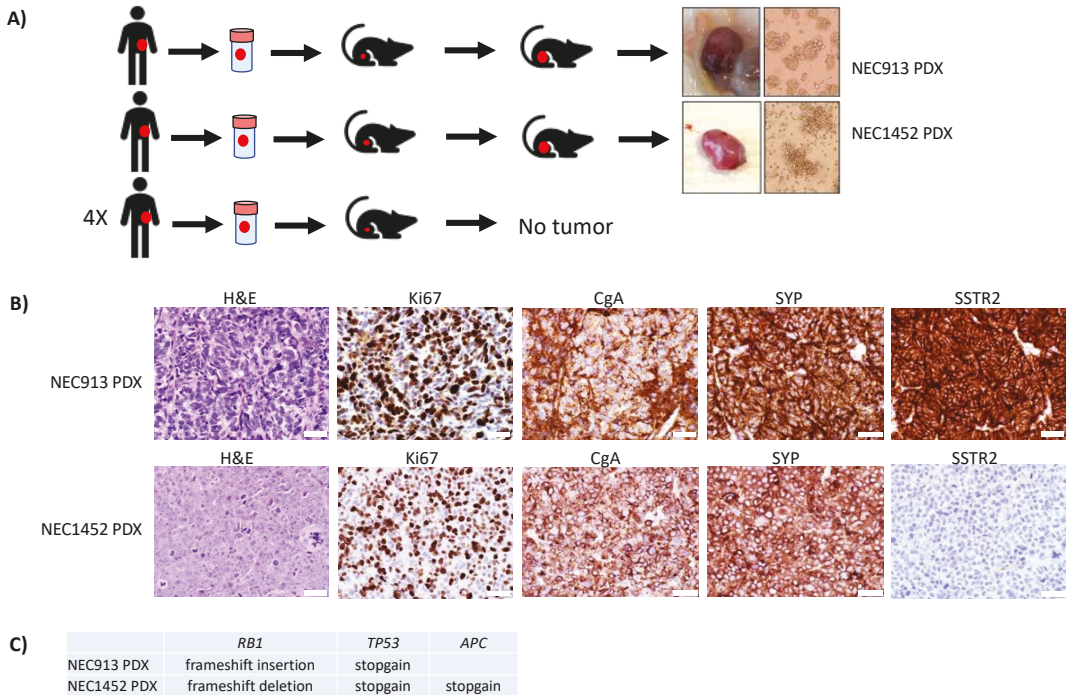 A)
NEC913 PDX
NEC1452 PDX
4X
No tumor
B)
H&E Ki67 CgA SYP SSTR2
NEC913 PDX
H&E Ki67 CgA SYP SSTR2
NEC1452 PDX
C)
RB1 TP53 APC
NEC913 PDX frameshift insertion stopgain
NEC1452 PDX frameshift deletion stopgain stopgain